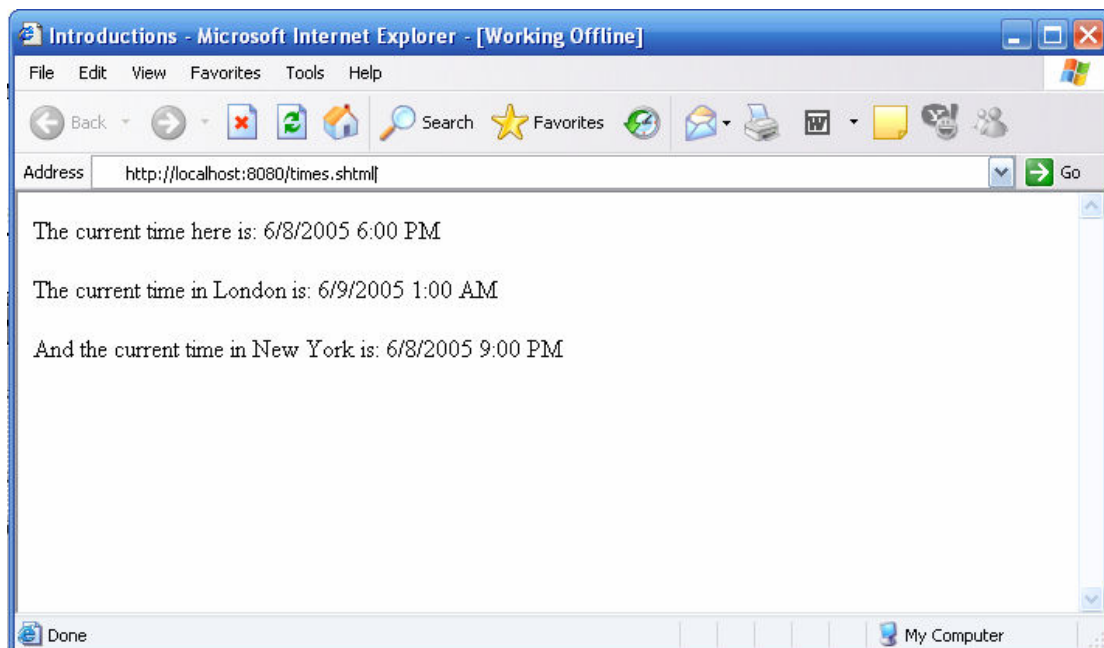 Introductions - Microsoft Internet Explorer - [Working Offline]
File Edit View Favorites Tools Help
Back Search Favorites
Address http://localhost:8080/times.shtml Go
The current time here is: 6/8/2005 6:00 PM
The current time in London is: 6/9/2005 1:00 AM
And the current time in New York is: 6/8/2005 9:00 PM
Done My Computer